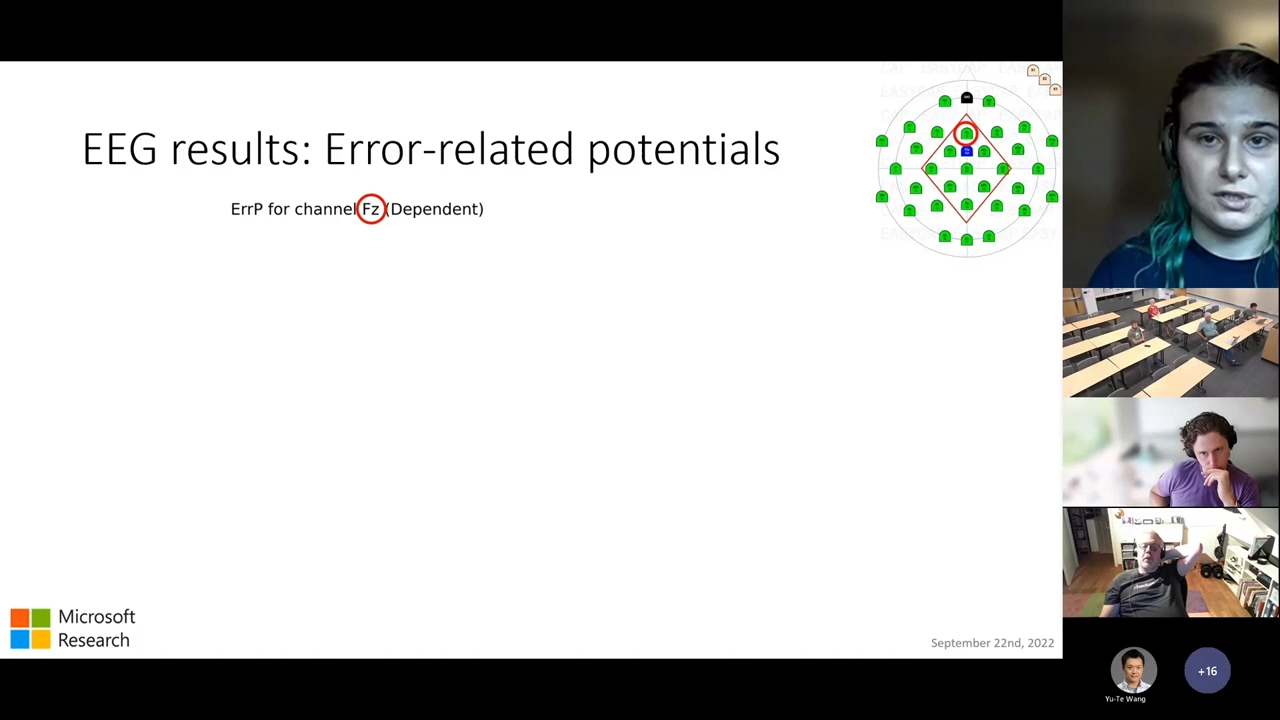 EEG results: Error-related potentials
ErrP for channel Fz (Dependent)
Microsoft
Research
September 22nd, 2022
Yu-Te Wang
+16